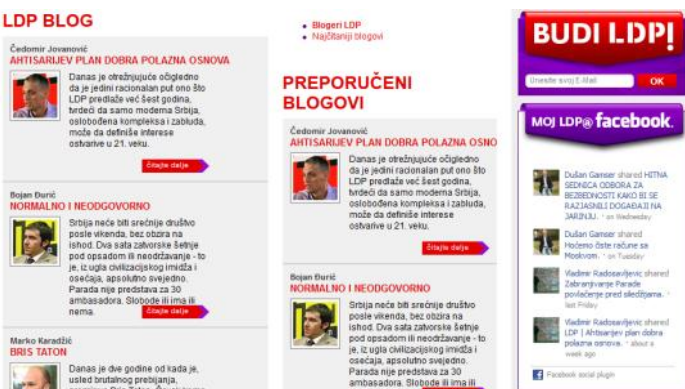 LDP BLOG
Čedomir Jovanović
AHTISARIJEV PLAN DOBRA POLAZNA OSNOVA
Danas je otrežnjujuće očigledno
da je jedini racionalan put ono što
LDP predlaže već šest godina,
tvrdeći da samo moderna Srbija,
oslobođena kompleksa i zabluda,
može da definiše interese
ostvarive u 21. veku.
čitajte dalje
Bojan Đurić
NORMALNO I NEODGOVORNO
Srbija neće biti srećnije društvo
posle vikenda, bez obzira na
ishod. Dva sata zatvorske šetnje
pod opsadom ili neodržavanje - to
je, iz ugla civilizacijskog imidža i
osećaja, apsolutno svejedno.
Parada nije predstava za 30
ambasadora. Slobode ili ima ili
nema.
čitajte dalje
Marko Karadžić
BRIS TATON
Danas je dve godine od kada je,
usled brutalnog prebijanja,
Blogeri LDP
Najčitaniji blogovi
PREPORUČENI
BLOGOVI
Čedomir Jovanović
AHTISARIJEV PLAN DOBRA POLAZNA OSNO
Danas je otrežnjujuće očigledno
da je jedini racionalan put ono što
LDP predlaže već šest godina,
tvrdeći da samo moderna Srbija,
oslobođena kompleksa i zabluda,
može da definiše interese
ostvarive u 21. veku.
čitajte dalje
Bojan Đurić
NORMALNO I NEODGOVORNO
Srbija neće biti srećnije društvo
posle vikenda, bez obzira na
ishod. Dva sata zatvorske šetnje
pod opsadom ili neodržavanje - to
je, iz ugla civilizacijskog imidža i
osećaja, apsolutno svejedno.
Parada nije predstava za 30
ambasadora. Slobode ili ima ili
BUDI LDP!
Unesite svoj E-Mail
OK
MOJ LDP@facebook.
Dušan Gamser shared HITNA
SEDNICA ODBORA ZA
BEZBEDNOSTI KAKO BI SE
RAZJASNILI DOGAĐAJI NA
JARINJU. · on Wednesday
Dušan Gamser shared
Hoćemo čiste račune sa
Moskvom. · on Tuesday
Vladimir Radosavljevic shared
Zabranjivanje Parade
povlačenje pred siledžijama. ·
last Friday
Vladimir Radosavljevic shared
LDP | Ahtisarijev plan dobra
polazna osnova. · about a
week ago
Facebook social plugin